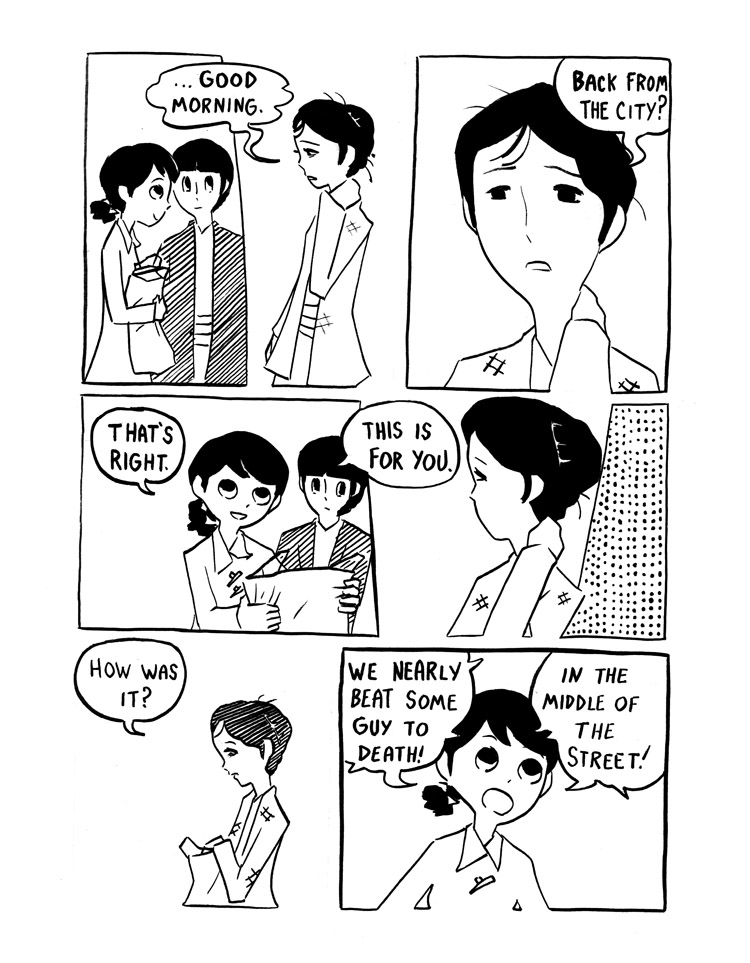 ... GOOD
MORNING.
BACK FROM
THE CITY?
THAT'S
RIGHT.
THIS IS
FOR YOU.
HOW WAS
IT?
WE NEARLY
BEAT SOME
GUY TO
DEATH!
IN THE
MIDDLE OF
THE
STREET!